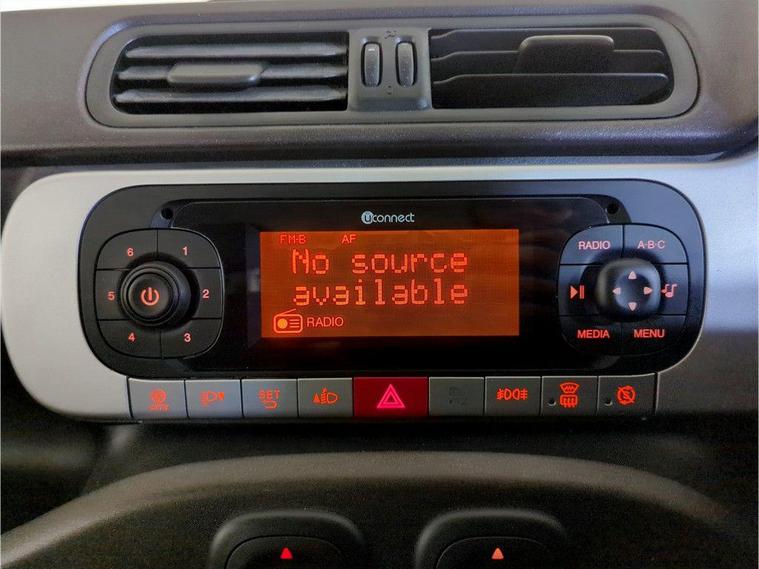 uconnect
FM-B AF
No source
available
RADIO
6 1
5 2
4 3
RADIO A-B-C
MEDIA MENU
SET